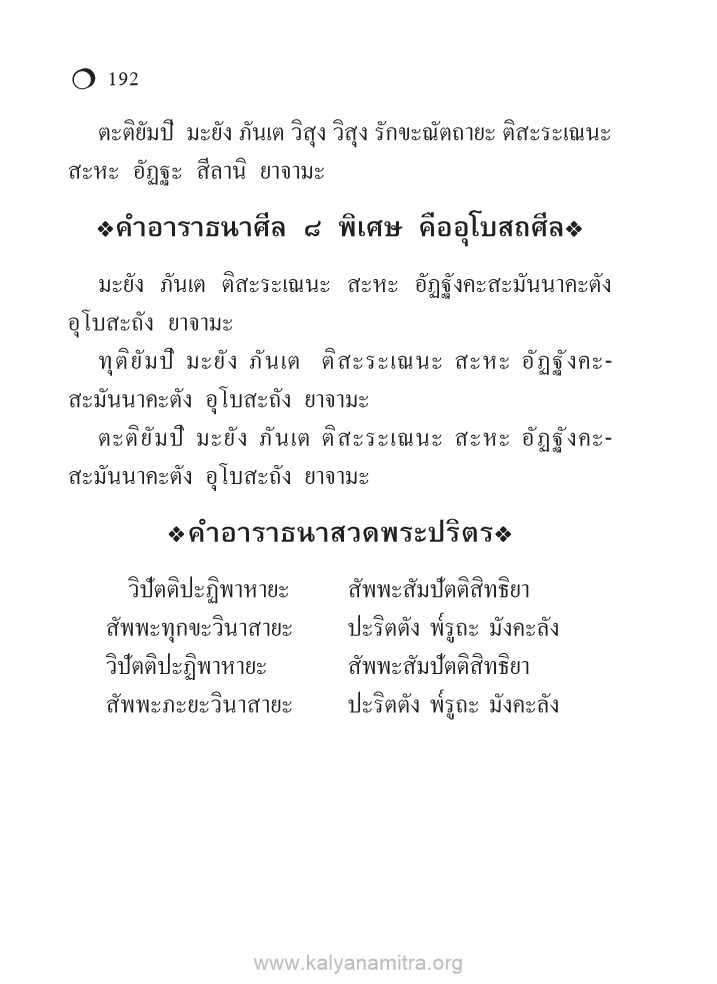 192
ตะติยัมปิ มะยัง ภันเต วิสุง วิสุง รักขะณัตถายะ ติสะระเณนะ
สะหะ อัฏฐะ สีลานิ ยาจามะ
❖คำอาราธนาศีล ๘ พิเศษ คืออุโบสถศีล❖
มะยัง ภันเต ติสะระเณนะ สะหะ อัฏฐังคะสะมันนาคะตัง
อุโบสะถัง ยาจามะ
ทุติยัมปิ มะยัง ภันเต ติสะระเณนะ สะหะ อัฏฐังคะ-
สะมันนาคะตัง อุโบสะถัง ยาจามะ
ตะติยัมปิ มะยัง ภันเต ติสะระเณนะ สะหะ อัฏฐังคะ-
สะมันนาคะตัง อุโบสะถัง ยาจามะ
❖คำอาราธนาสวดพระปริตร❖
วิปัตติปะฏิพาหายะ สัพพะสัมปัตติสิทธิยา
สัพพะทุกขะวินาสายะ ปะริตตัง พ์รูถะ มังคะลัง
วิปัตติปะฏิพาหายะ สัพพะสัมปัตติสิทธิยา
สัพพะภะยะวินาสายะ ปะริตตัง พ์รูถะ มังคะลัง
www.kalyanamitra.org